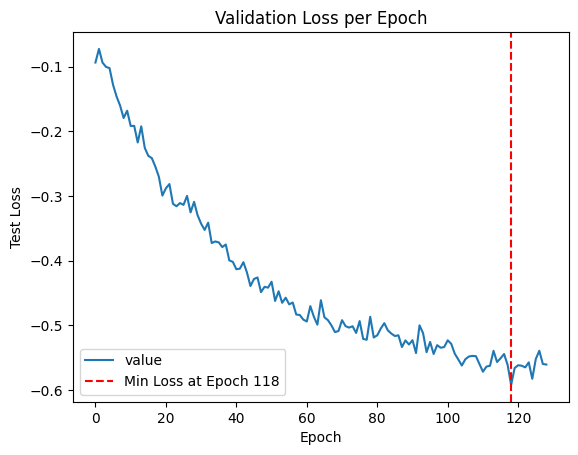 Validation Loss per Epoch
Test Loss
−0.1
−0.2
−0.3
−0.4
−0.5
−0.6
value
Min Loss at Epoch 118
0
20
40
60
80
100
120
Epoch